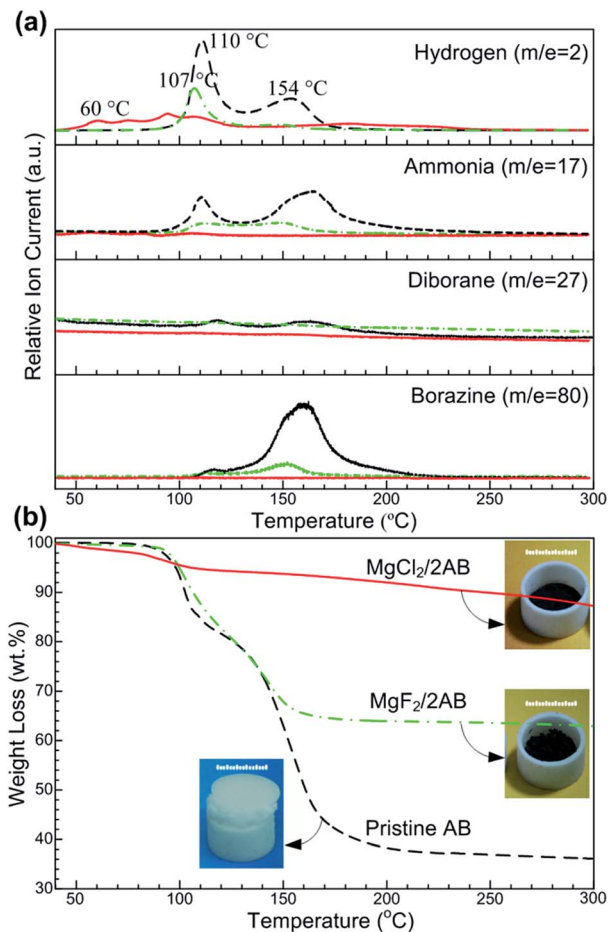 (a)
110 °C
Hydrogen (m/e=2)
107 °C
154 °C
60 °C
Ammonia (m/e=17)
Diborane (m/e=27)
Borazine (m/e=80)
Relative Ion Current (a.u.)
50 100 150 200 250 300
Temperature (°C)
(b)
100
90
80
70
60
50
40
30
Weight Loss (wt.%)
MgCl₂/2AB
MgF₂/2AB
Pristine AB
50 100 150 200 250 300
Temperature (°C)